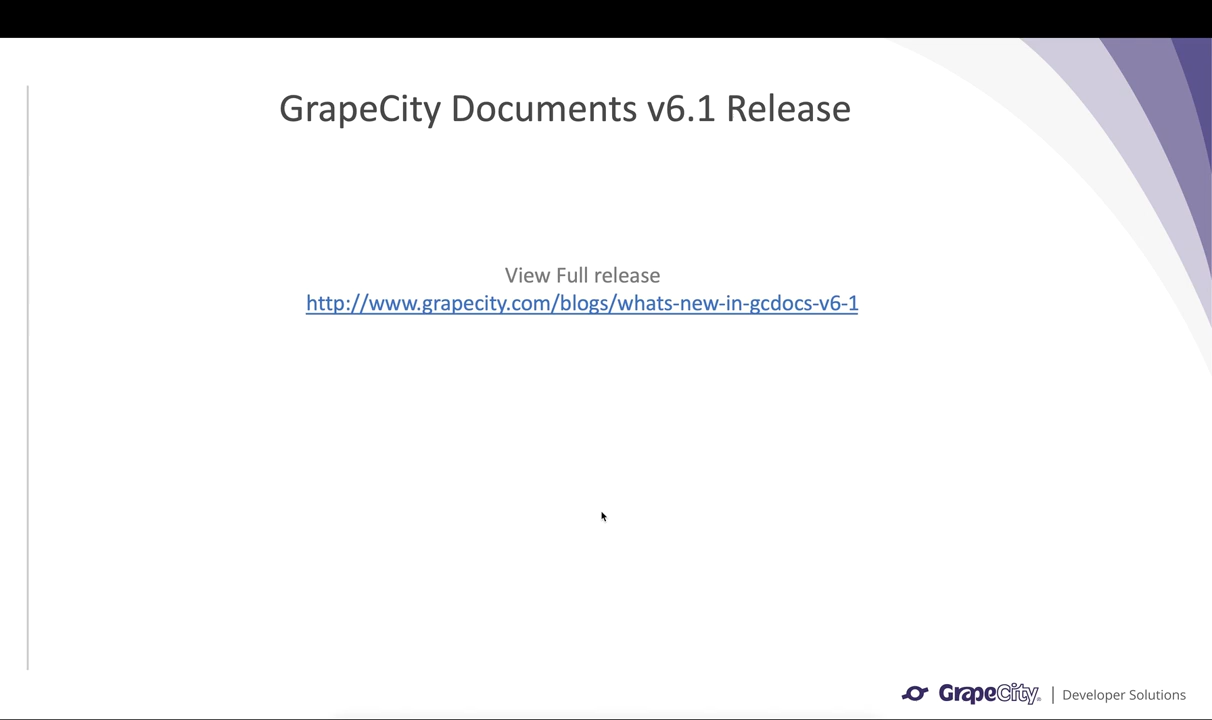 GrapeCity Documents v6.1 Release
View Full release
http://www.grapecity.com/blogs/whats-new-in-gcdocs-v6-1
GrapeCity | Developer Solutions